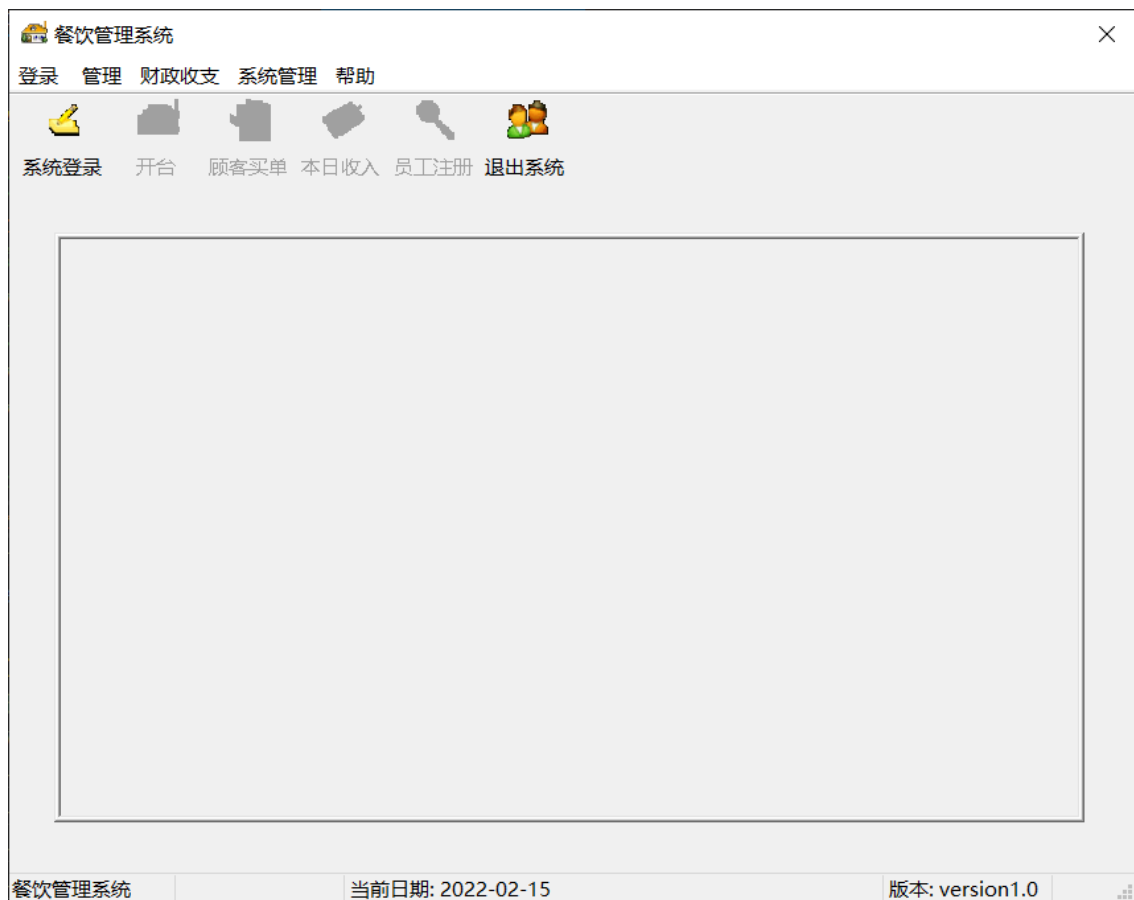 餐饮管理系统
登录 管理 财政收支 系统管理 帮助
系统登录 开台 顾客买单 本日收入 员工注册 退出系统
餐饮管理系统 当前日期: 2022-02-15 版本: version1.0